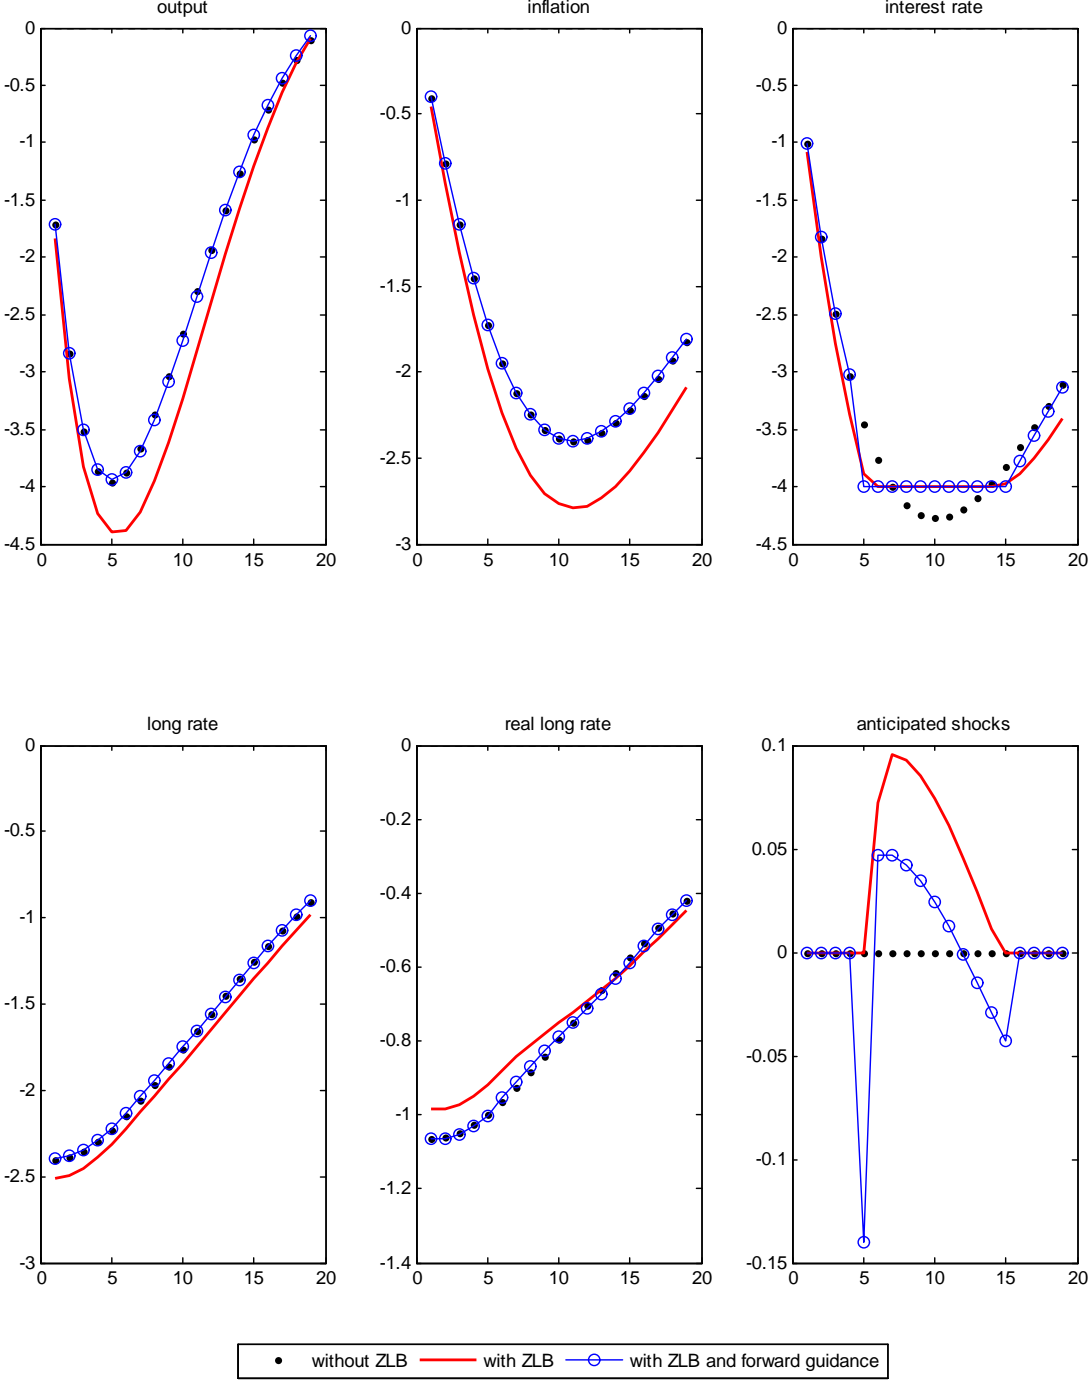 output inflation interest rate
0 0 0
-0.5 -0.5 -0.5
-1 -1 -1
-1.5 -1.5 -1.5
-2 -2 -2
-2.5 -2.5 -2.5
-3 -3 -3
-3.5 -3.5
-4 -4
-4.5 -4.5
0 5 10 15 20 0 5 10 15 20 0 5 10 15 20
long rate real long rate anticipated shocks
0 0 0.1
-0.5 -0.2 0.05
-1 -0.4 0
-1.5 -0.6 -0.05
-2 -0.8 -0.1
-2.5 -1 -0.15
-3 -1.2
-1.4
0 5 10 15 20 0 5 10 15 20 0 5 10 15 20
without ZLB with ZLB with ZLB and forward guidance